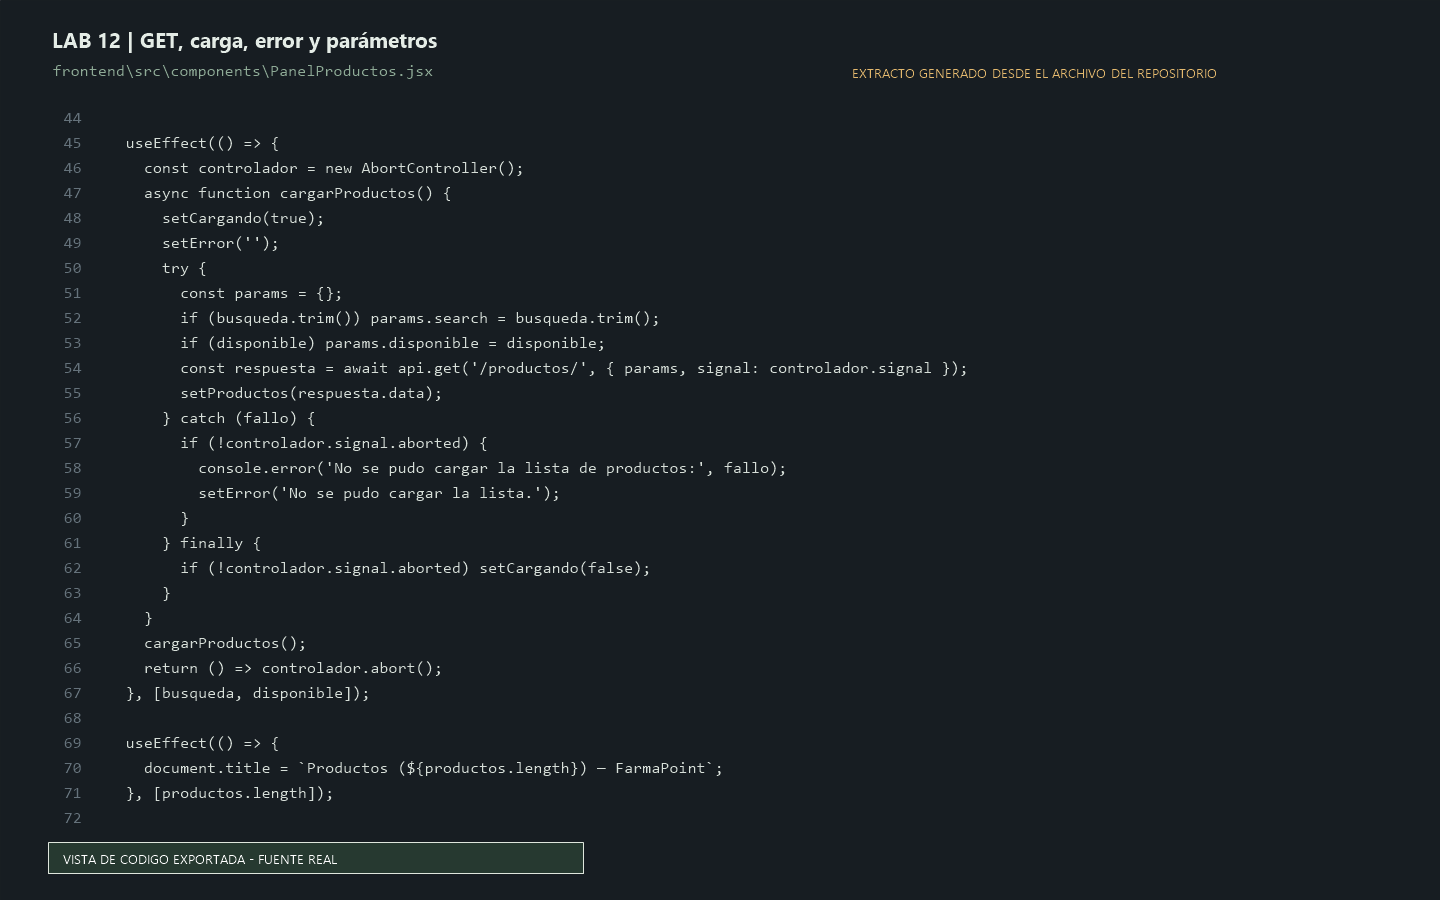 LAB 12 | GET, carga, error y parámetros
frontend\src\components\PanelProductos.jsx
EXTRACTO GENERADO DESDE EL ARCHIVO DEL REPOSITORIO
44
45 useEffect(() => {
46 const controlador = new AbortController();
47 async function cargarProductos() {
48 setCargando(true);
49 setError('');
50 try {
51 const params = {};
52 if (busqueda.trim()) params.search = busqueda.trim();
53 if (disponible) params.disponible = disponible;
54 const respuesta = await api.get('/productos/', { params, signal: controlador.signal });
55 setProductos(respuesta.data);
56 } catch (fallo) {
57 if (!controlador.signal.aborted) {
58 console.error('No se pudo cargar la lista de productos:', fallo);
59 setError('No se pudo cargar la lista.');
60 }
61 } finally {
62 if (!controlador.signal.aborted) setCargando(false);
63 }
64 }
65 cargarProductos();
66 return () => controlador.abort();
67 }, [busqueda, disponible]);
68
69 useEffect(() => {
70 document.title = `Productos (${productos.length}) — FarmaPoint`;
71 }, [productos.length]);
72
VISTA DE CODIGO EXPORTADA - FUENTE REAL